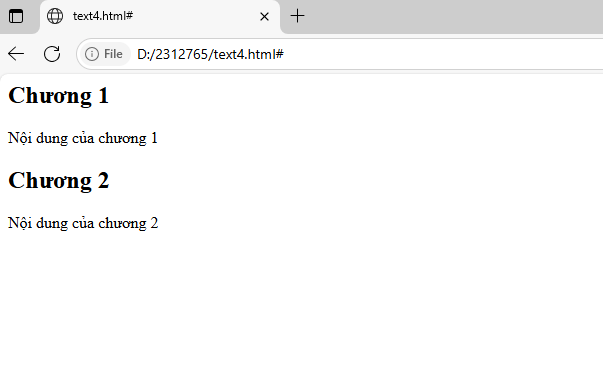 text4.html#
File D:/2312765/text4.html#
Chương 1
Nội dung của chương 1
Chương 2
Nội dung của chương 2